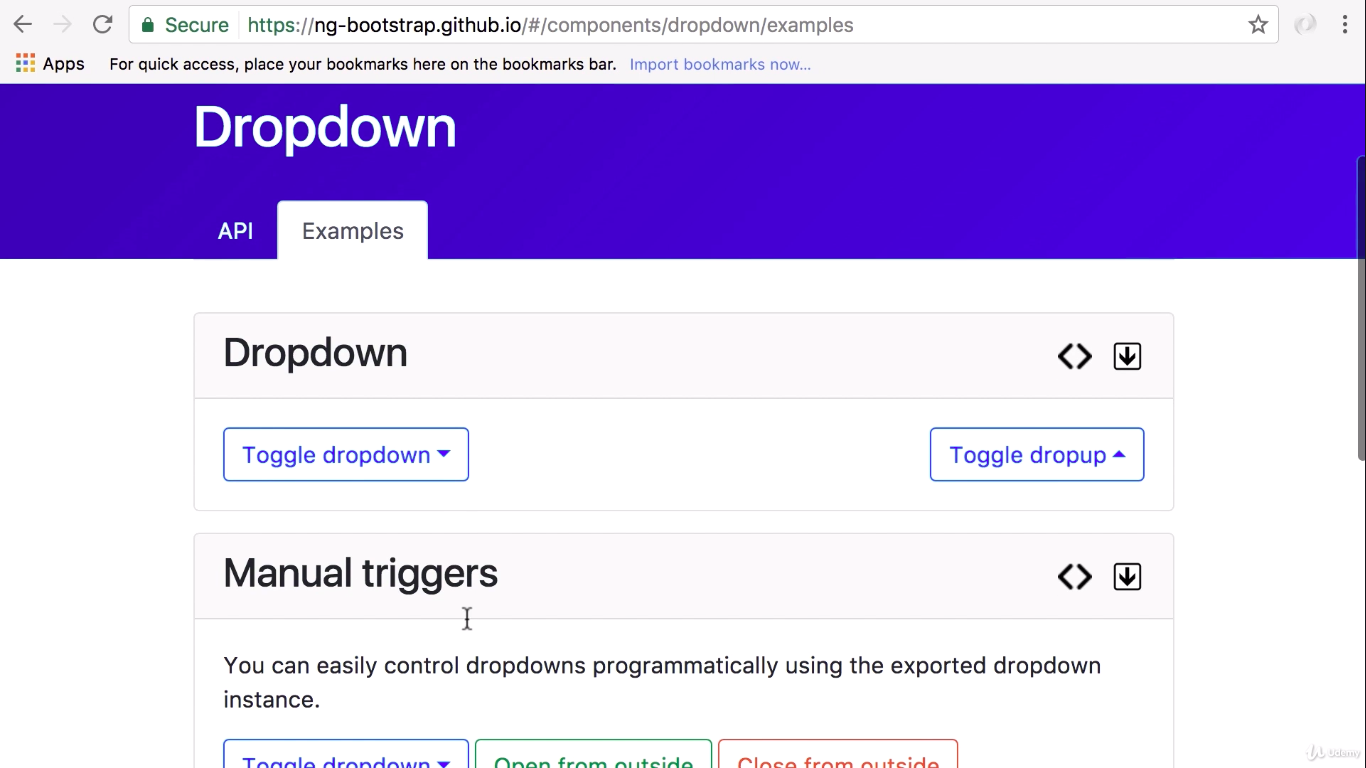 Secure https://ng-bootstrap.github.io/#/components/dropdown/examples
Apps For quick access, place your bookmarks here on the bookmarks bar. Import bookmarks now...
Dropdown
API Examples
Dropdown
Toggle dropdown Toggle dropup
Manual triggers
You can easily control dropdowns programmatically using the exported dropdown
instance.
Toggle dropdown Open from outside Close from outside
Udemy